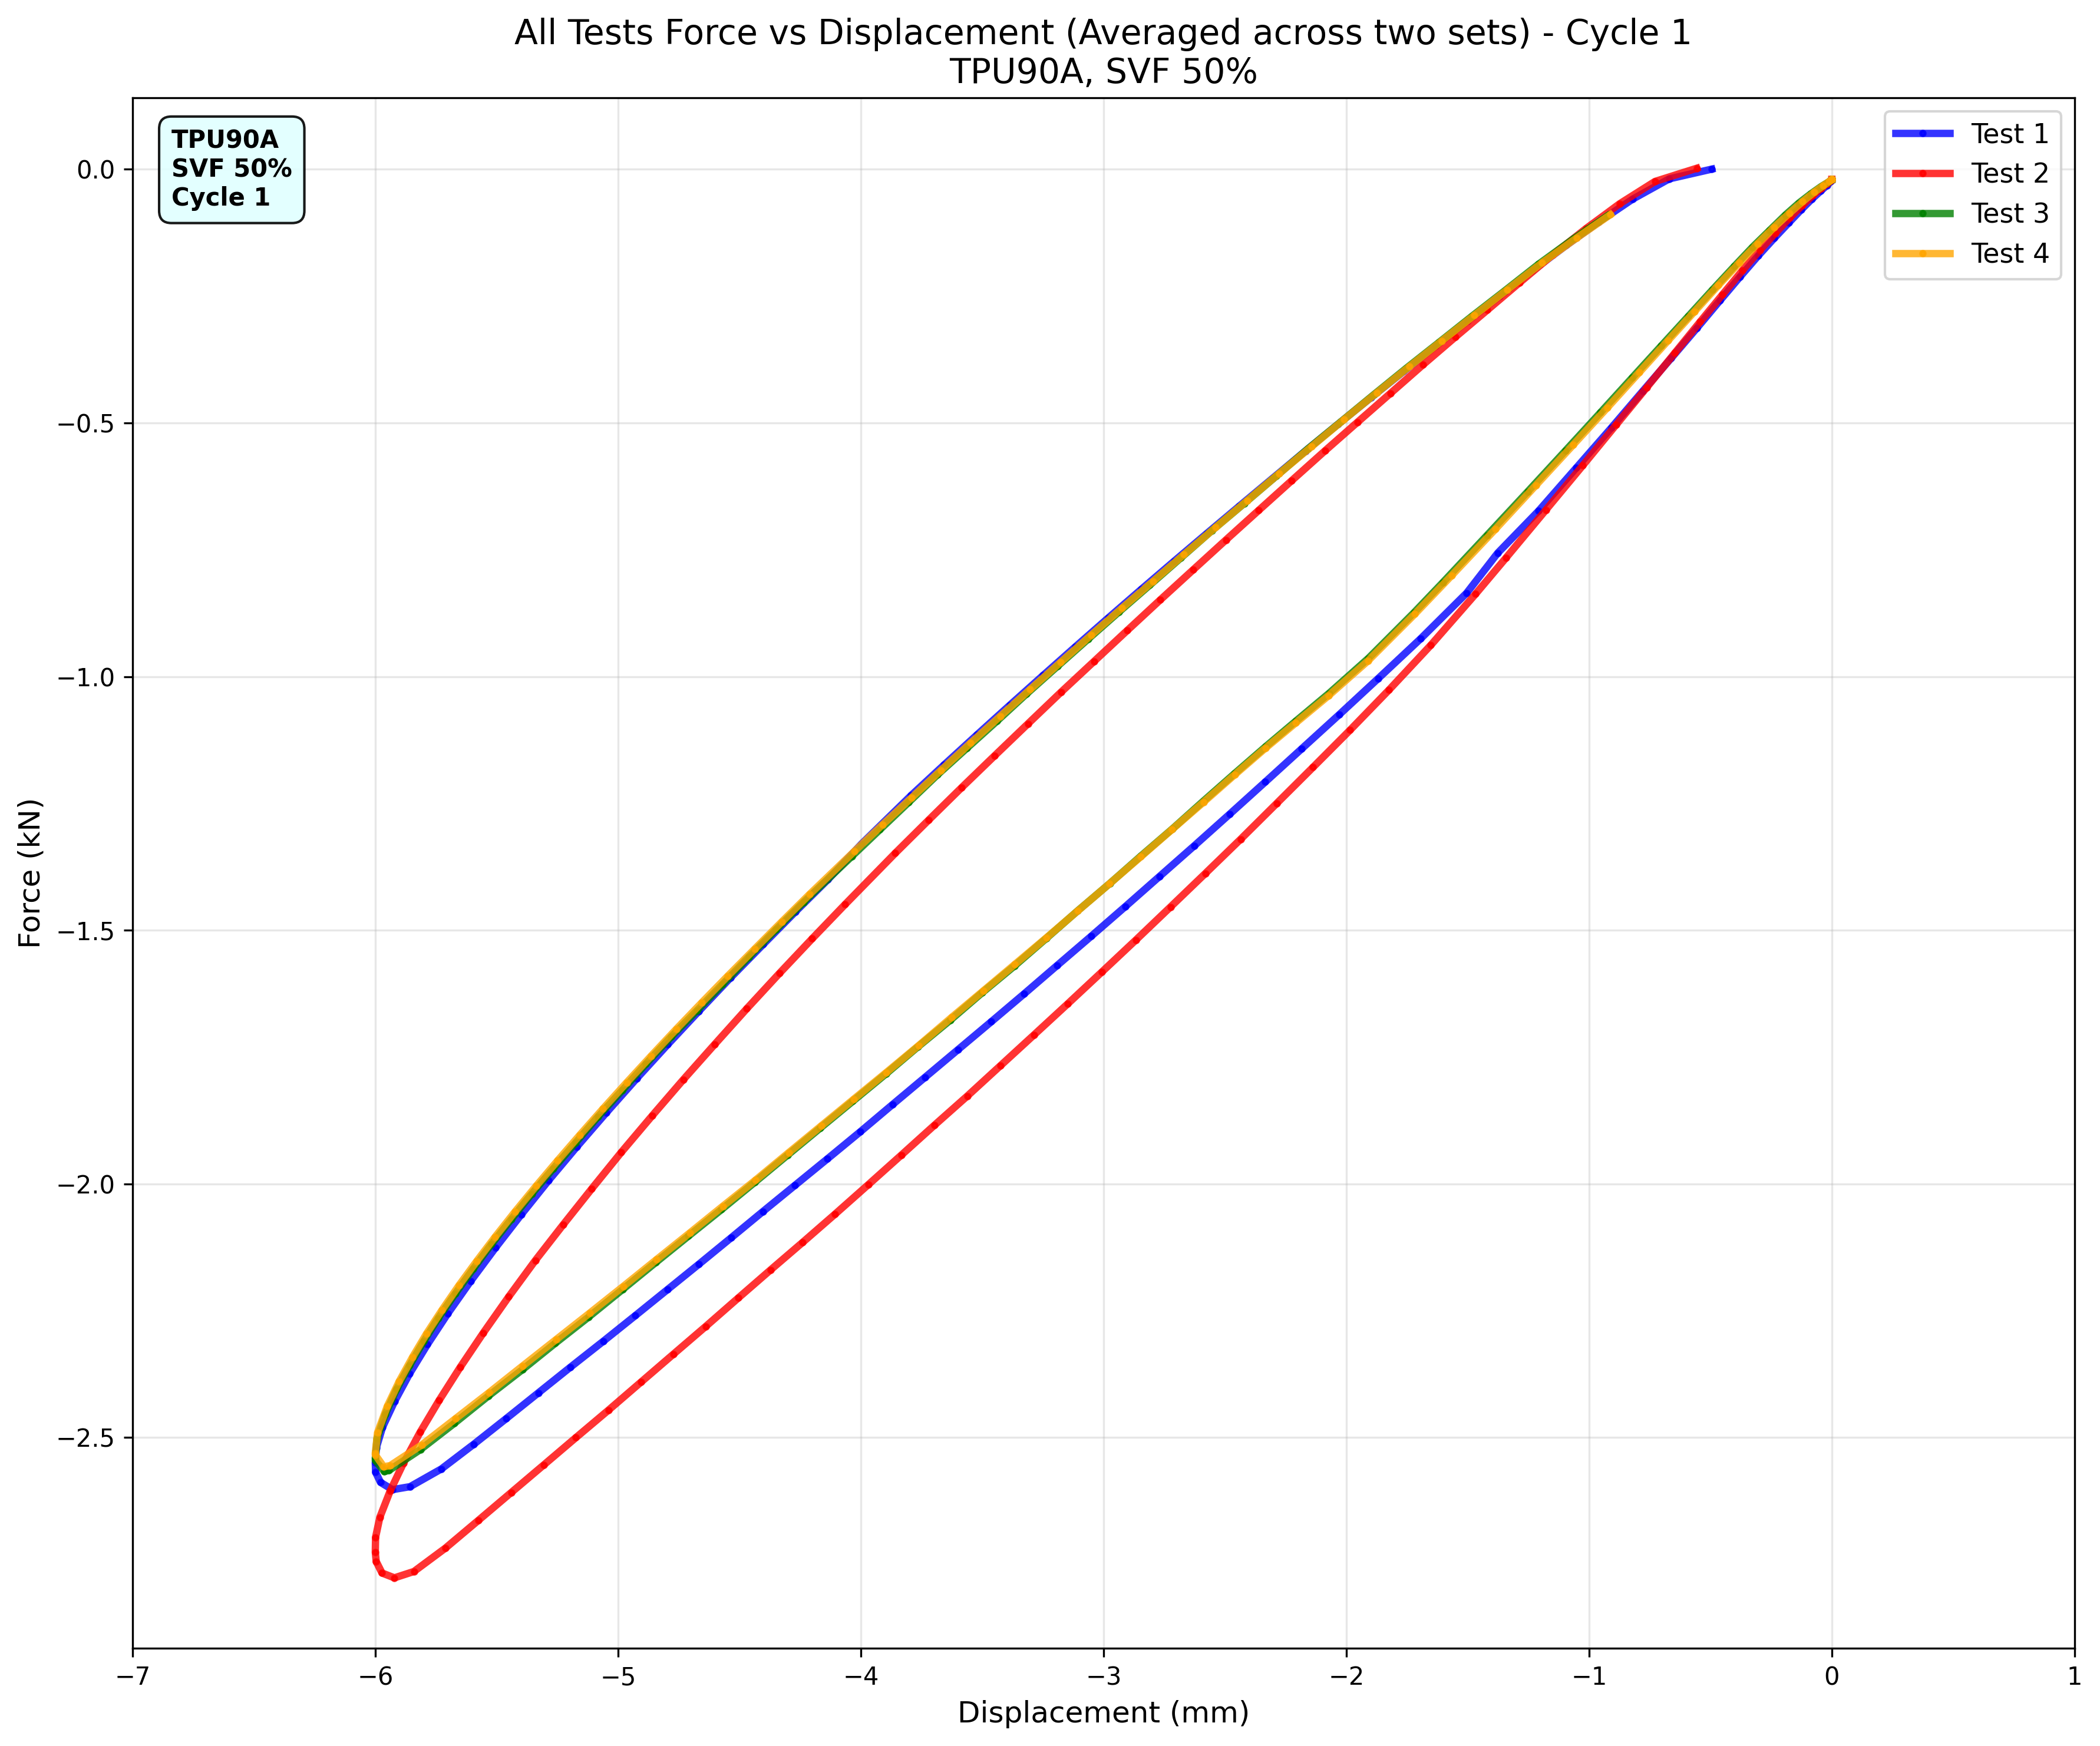 All Tests Force vs Displacement (Averaged across two sets) - Cycle 1
TPU90A, SVF 50%
TPU90A
SVF 50%
Cycle 1
Test 1
Test 2
Test 3
Test 4
0.0
−0.5
−1.0
−1.5
−2.0
−2.5
Force (kN)
−7 −6 −5 −4 −3 −2 −1 0 1
Displacement (mm)